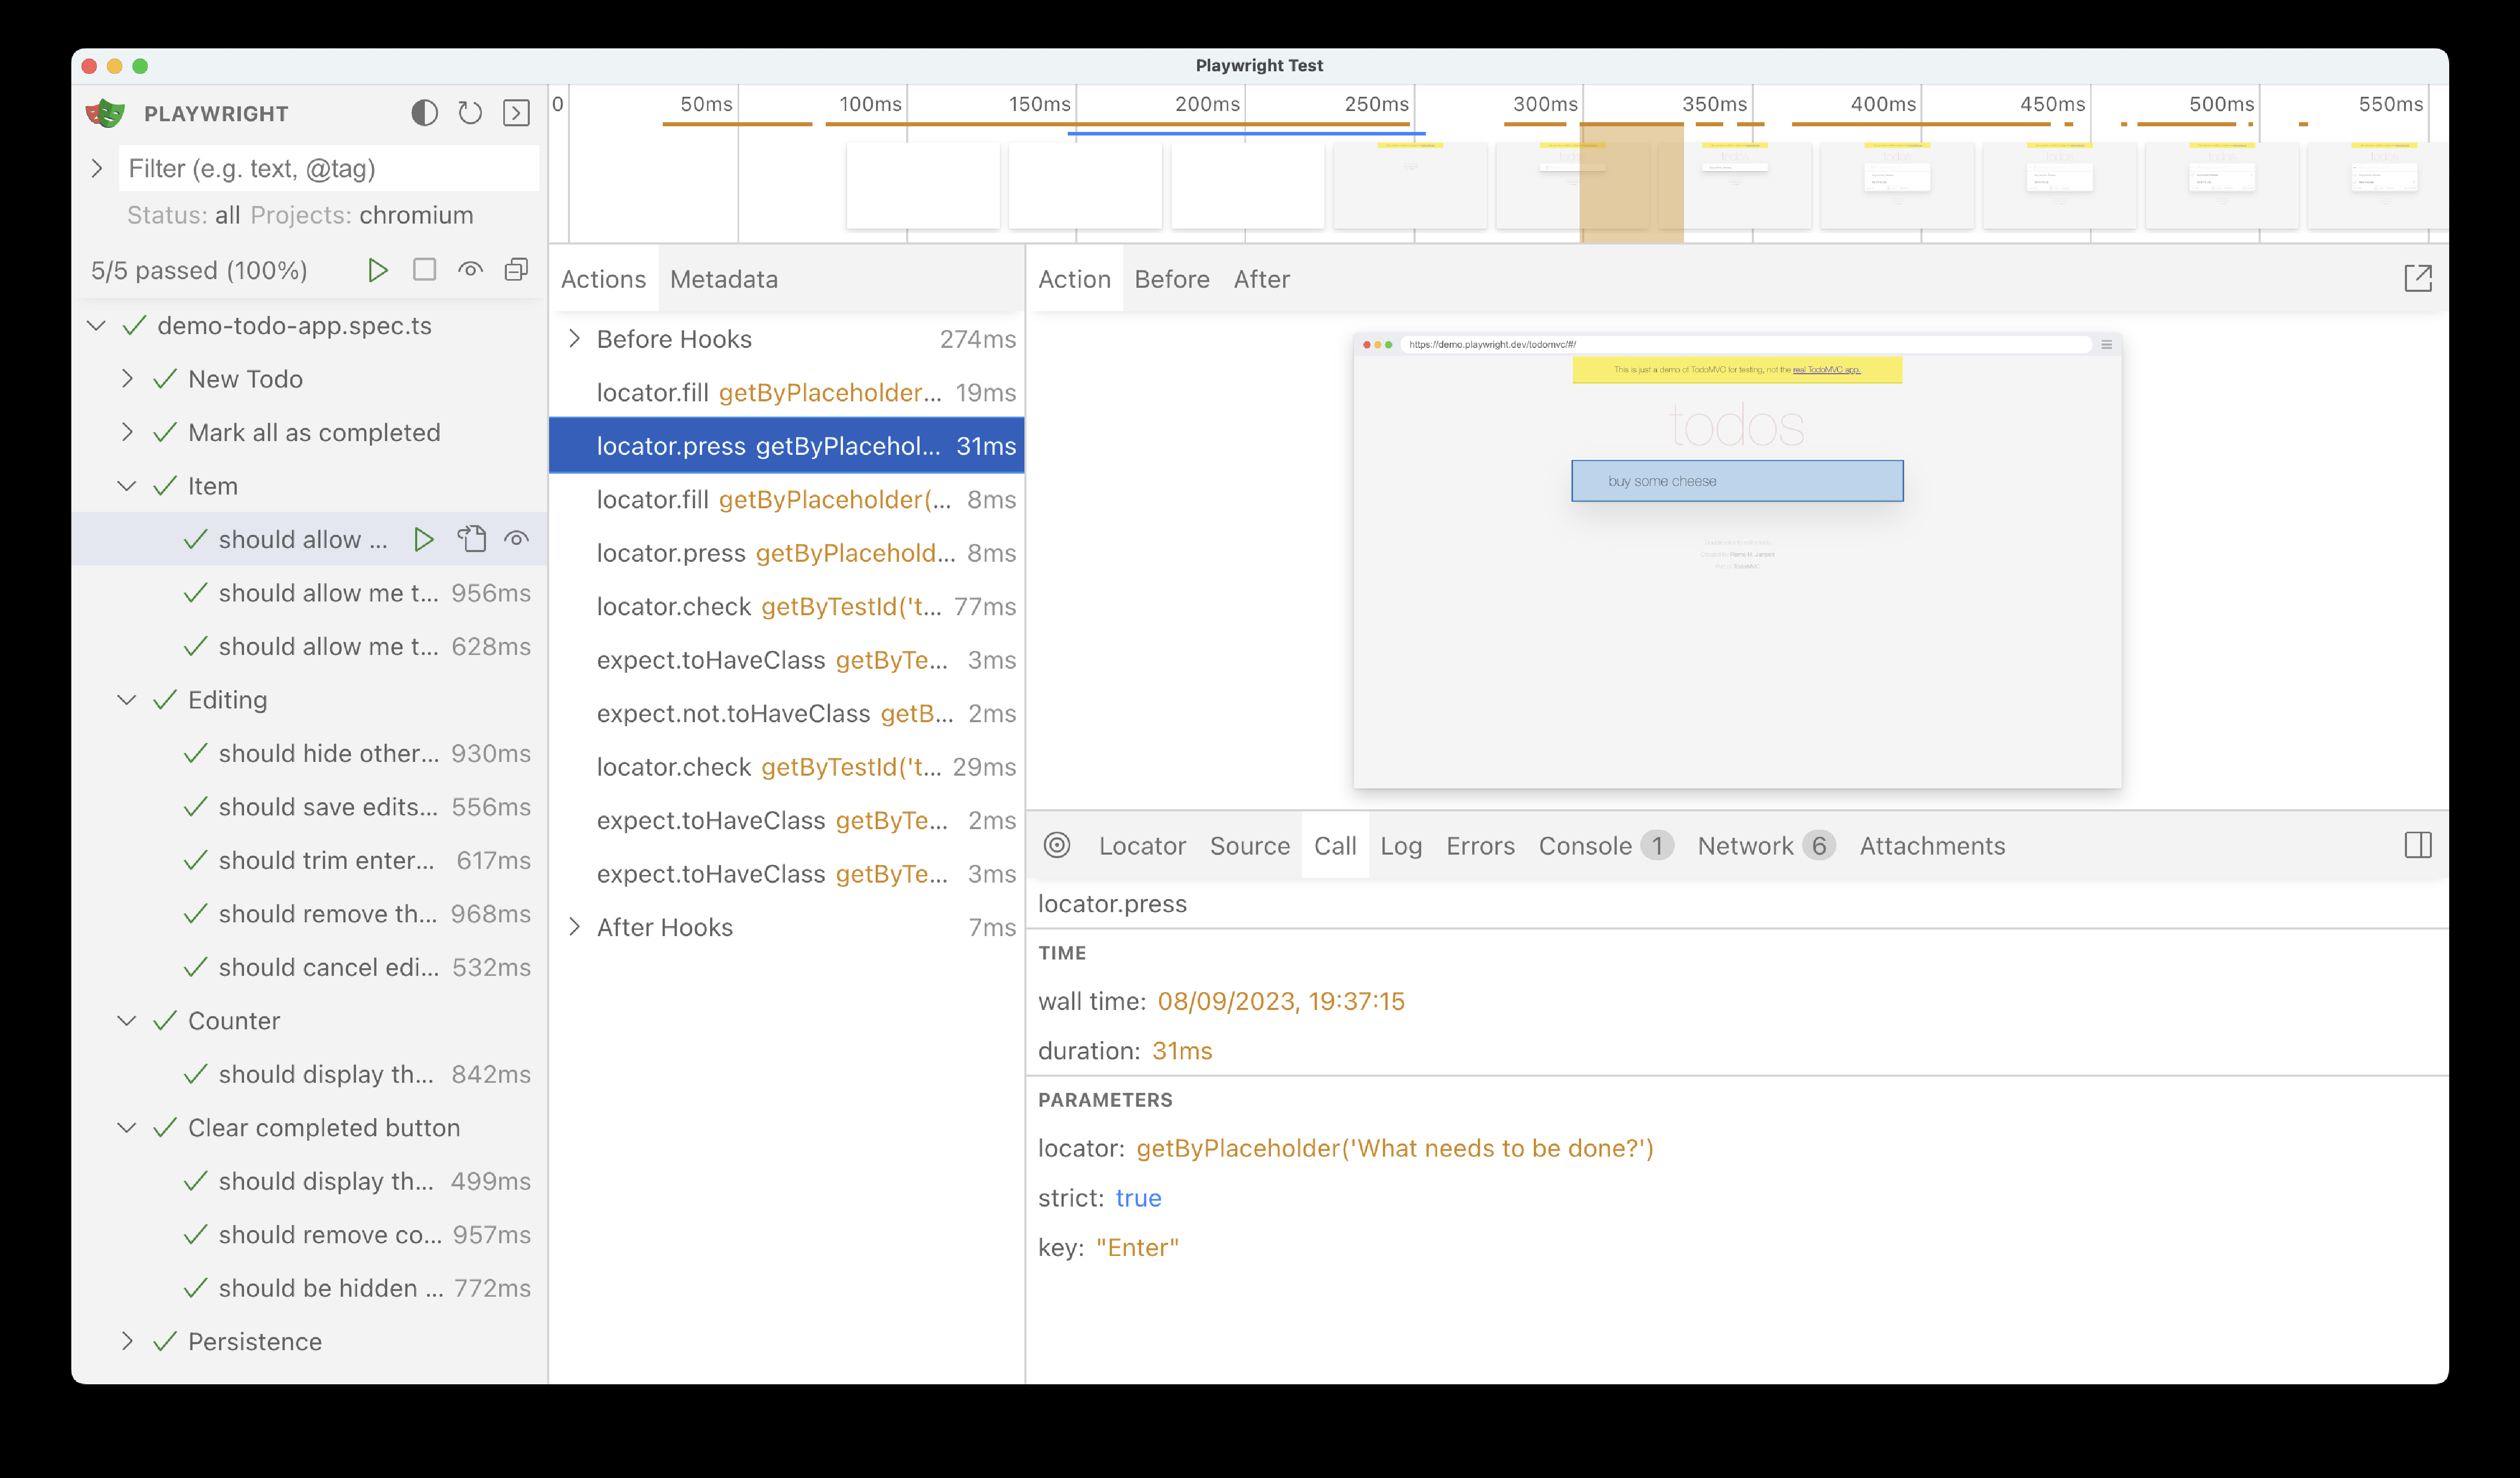 Playwright Test
PLAYWRIGHT
Filter (e.g. text, @tag)
Status: all Projects: chromium
5/5 passed (100%)
demo-todo-app.spec.ts
New Todo
Mark all as completed
Item
should allow ...
should allow me t... 956ms
should allow me t... 628ms
Editing
should hide other... 930ms
should save edits... 556ms
should trim enter... 617ms
should remove th... 968ms
should cancel edi... 532ms
Counter
should display th... 842ms
Clear completed button
should display th... 499ms
should remove co... 957ms
should be hidden ... 772ms
Persistence
0 50ms 100ms 150ms 200ms 250ms 300ms 350ms 400ms 450ms 500ms 550ms
Actions Metadata
Before Hooks 274ms
locator.fill getByPlaceholder... 19ms
locator.press getByPlacehol... 31ms
locator.fill getByPlaceholder(... 8ms
locator.press getByPlacehold... 8ms
locator.check getByTestId('t... 77ms
expect.toHaveClass getByTe... 3ms
expect.not.toHaveClass getB... 2ms
locator.check getByTestId('t... 29ms
expect.toHaveClass getByTe... 2ms
expect.toHaveClass getByTe... 3ms
After Hooks 7ms
Action Before After
https://demo.playwright.dev/todomvc/#/
This is just a demo of TodoMVC for testing, not the real TodoMVC app.
todos
buy some cheese
Locator Source Call Log Errors Console 1 Network 6 Attachments
locator.press
TIME
wall time: 08/09/2023, 19:37:15
duration: 31ms
PARAMETERS
locator: getByPlaceholder('What needs to be done?')
strict: true
key: "Enter"